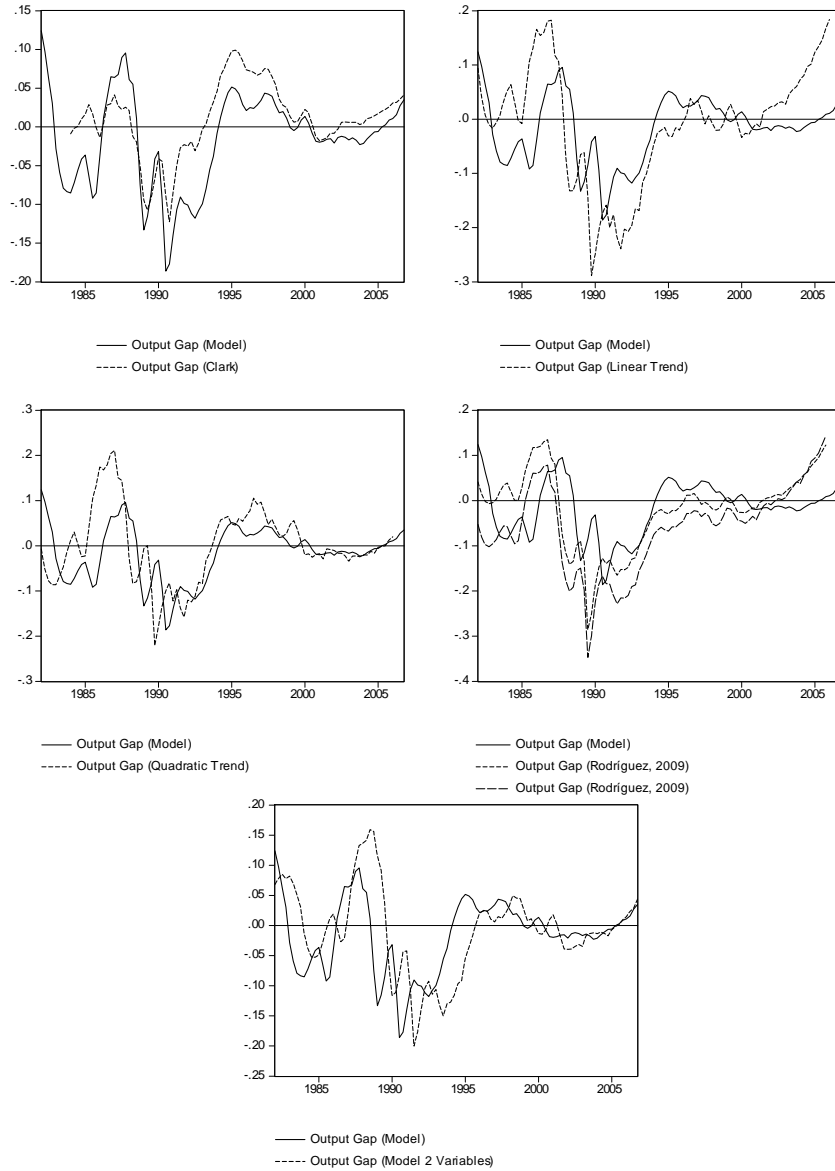 .15
.10
.05
.00
-.05
-.10
-.15
-.20
1985 1990 1995 2000 2005
Output Gap (Model)
Output Gap (Clark)
.2
.1
.0
-.1
-.2
-.3
1985 1990 1995 2000 2005
Output Gap (Model)
Output Gap (Linear Trend)
.3
.2
.1
.0
-.1
-.2
-.3
1985 1990 1995 2000 2005
Output Gap (Model)
Output Gap (Quadratic Trend)
.2
.1
.0
-.1
-.2
-.3
-.4
1985 1990 1995 2000 2005
Output Gap (Model)
Output Gap (Rodríguez, 2009)
Output Gap (Rodríguez, 2009)
.20
.15
.10
.05
.00
-.05
-.10
-.15
-.20
-.25
1985 1990 1995 2000 2005
Output Gap (Model)
Output Gap (Model 2 Variables)